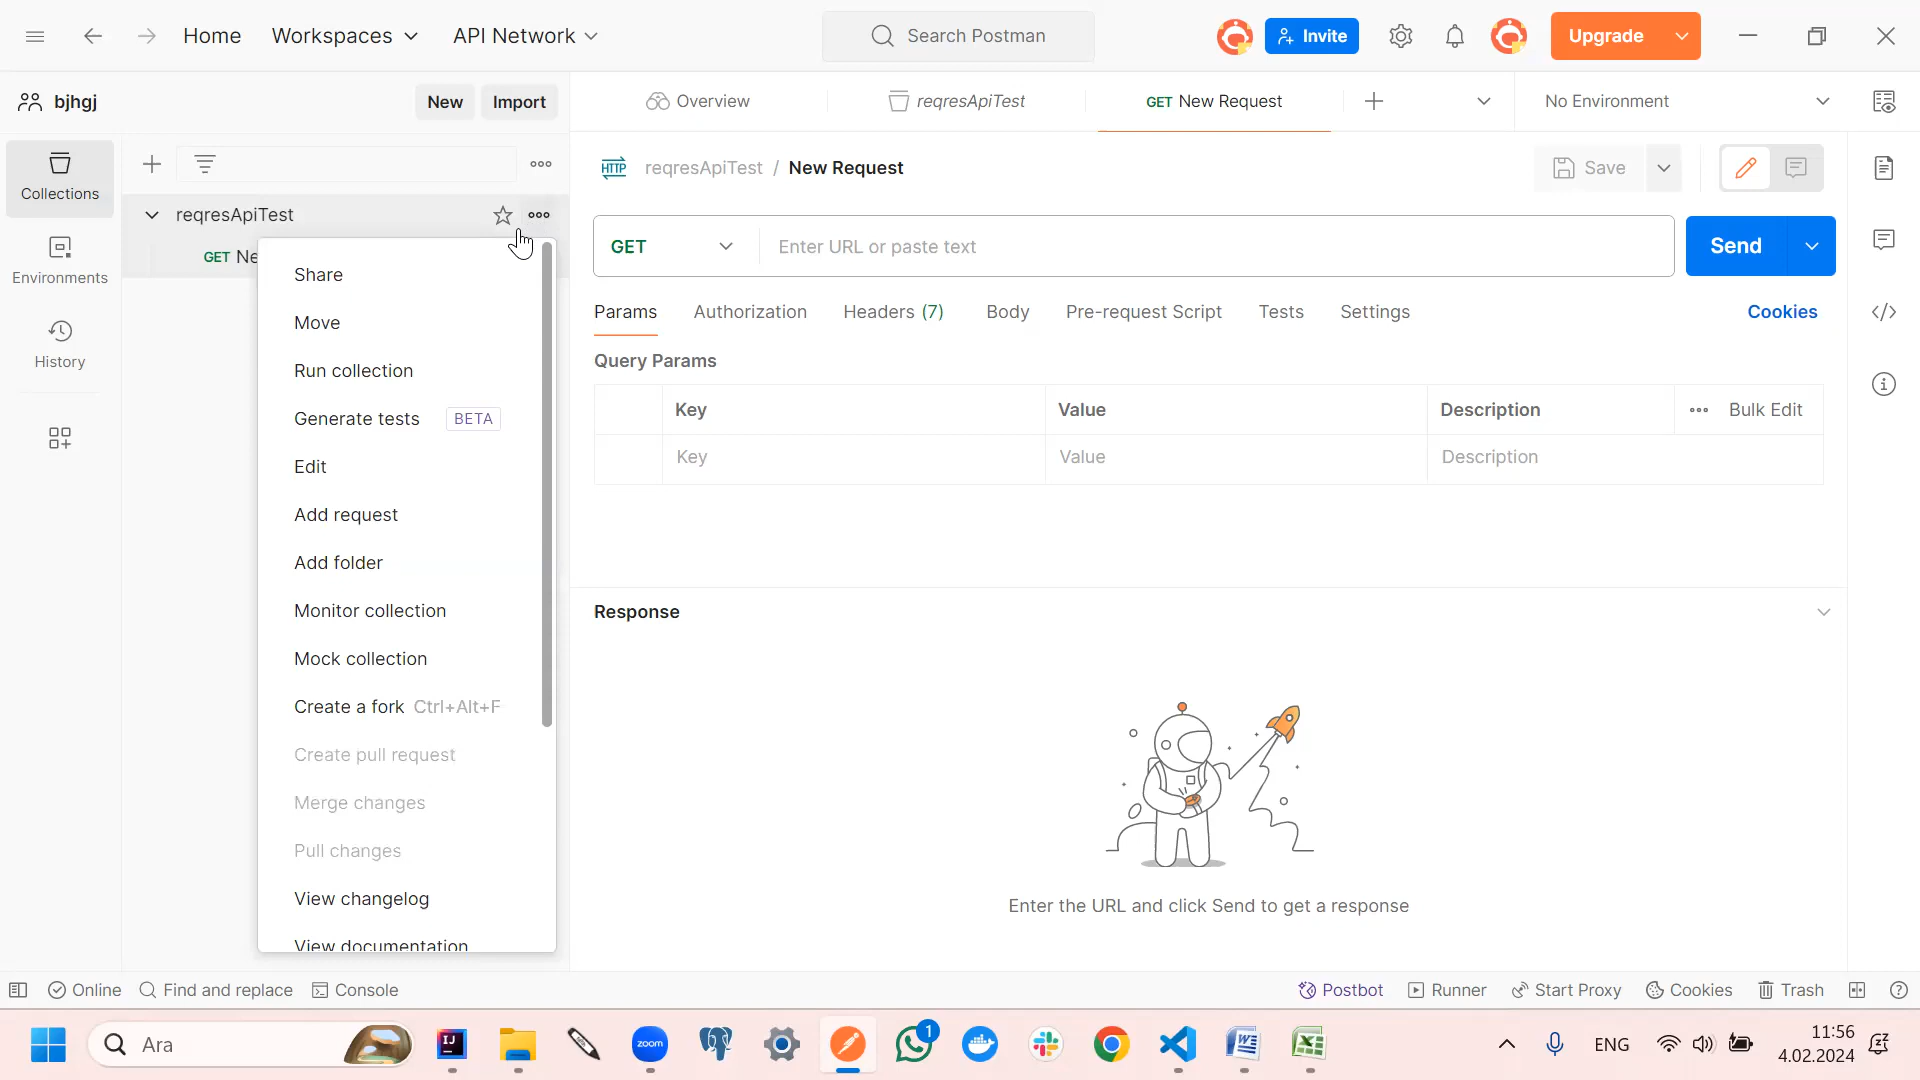 Home
Workspaces
API Network
Search Postman
Invite
Upgrade
bjhgj
New
Import
Overview
reqresApiTest
GET New Request
No Environment
Collections
Environments
History
reqresApiTest
GET Ne
Share
Move
Run collection
Generate tests BETA
Edit
Add request
Add folder
Monitor collection
Mock collection
Create a fork Ctrl+Alt+F
Create pull request
Merge changes
Pull changes
View changelog
View documentation
HTTP reqresApiTest / New Request
Save
GET
Enter URL or paste text
Send
Params
Authorization
Headers (7)
Body
Pre-request Script
Tests
Settings
Cookies
Query Params
Key
Value
Description
Bulk Edit
Key
Value
Description
Response
Enter the URL and click Send to get a response
Online
Find and replace
Console
Postbot
Runner
Start Proxy
Cookies
Trash
Ara
IJ
zoom
1
ENG
11:56
4.02.2024